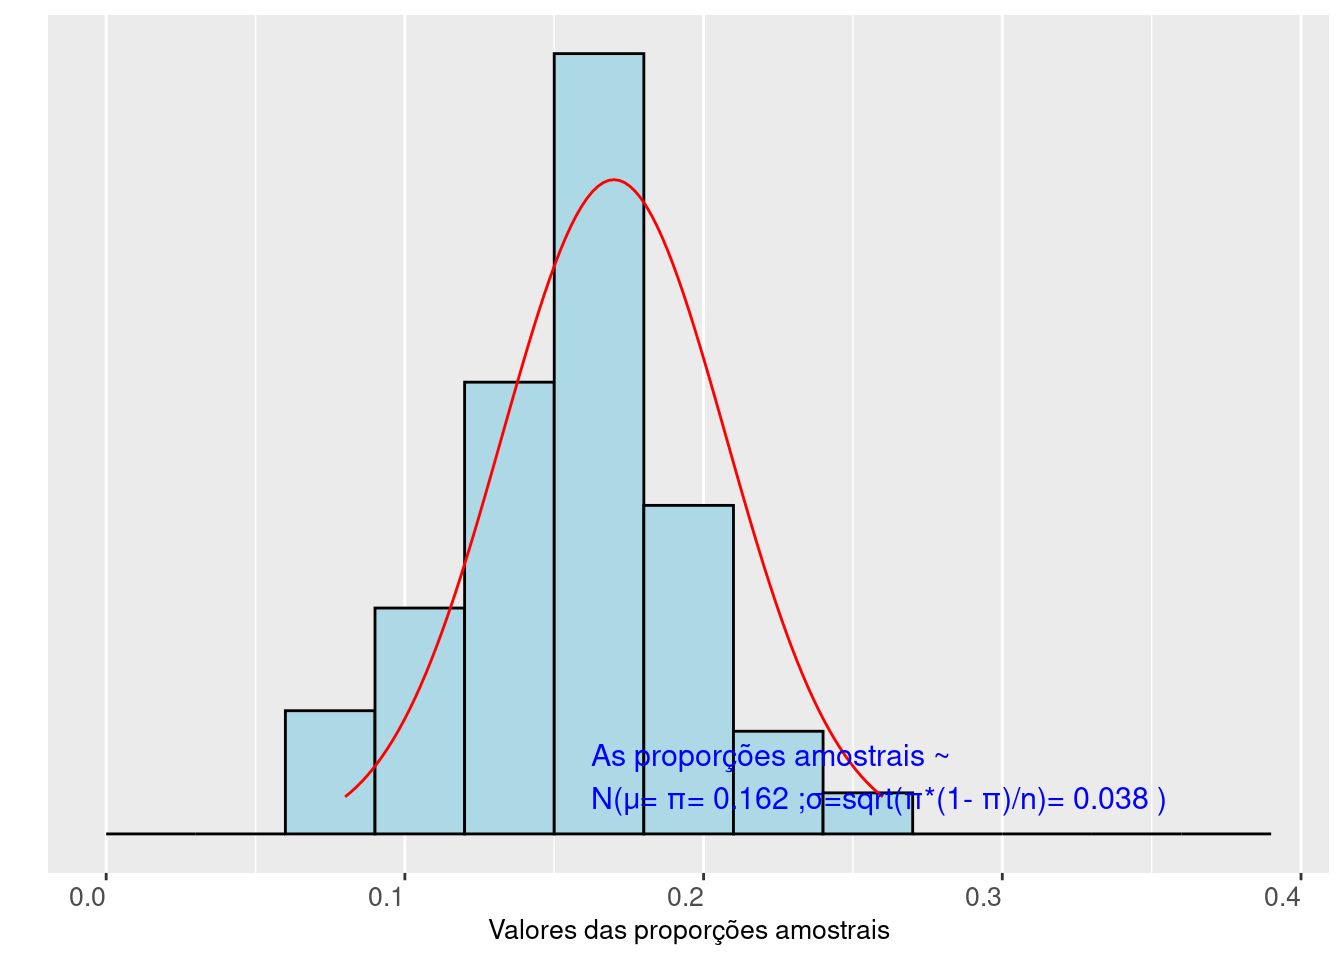 As proporções amostrais ~
N(μ= π= 0.162 ;σ=sqrt(π*(1- π)/n)= 0.038 )
0.0 0.1 0.2 0.3 0.4
Valores das proporções amostrais